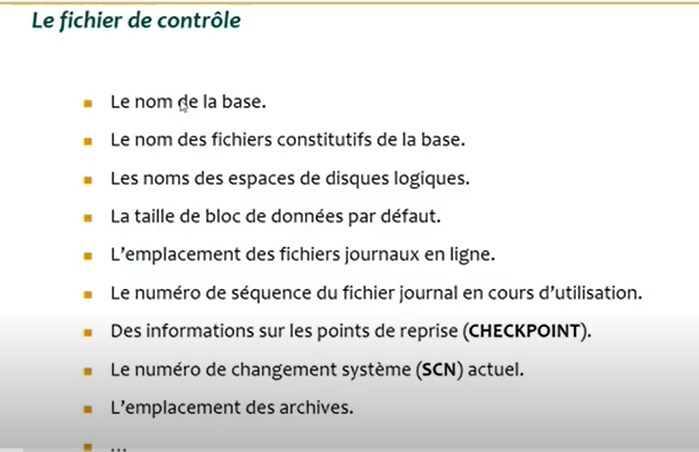 Le fichier de contrôle
Le nom de la base.
Le nom des fichiers constitutifs de la base.
Les noms des espaces de disques logiques.
La taille de bloc de données par défaut.
L'emplacement des fichiers journaux en ligne.
Le numéro de séquence du fichier journal en cours d'utilisation.
Des informations sur les points de reprise (CHECKPOINT).
Le numéro de changement système (SCN) actuel.
L'emplacement des archives.
...